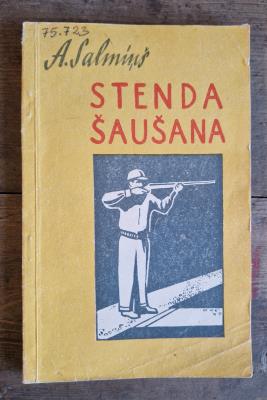 75.723
A. Salmiņš
STENDA
ŠAUŠANA